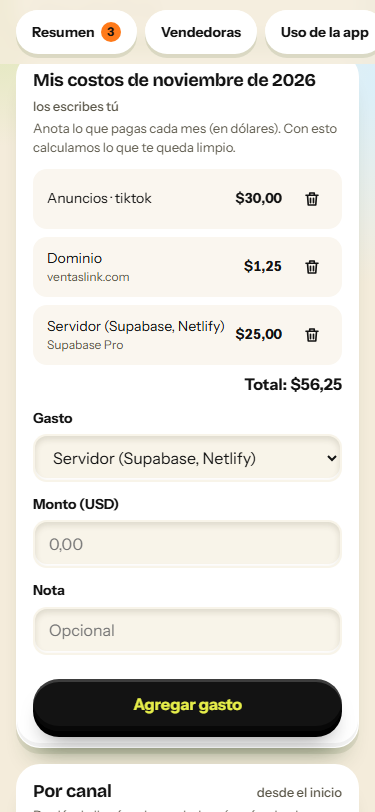 Resumen 3 Vendedoras Uso de la app
Mis costos de noviembre de 2026
los escribes tú
Anota lo que pagas cada mes (en dólares). Con esto
calculamos lo que te queda limpio.
Anuncios · tiktok $30,00
Dominio $1,25
ventaslink.com
Servidor (Supabase, Netlify) $25,00
Supabase Pro
Total: $56,25
Gasto
Servidor (Supabase, Netlify)
Monto (USD)
0,00
Nota
Opcional
Agregar gasto
Por canal desde el inicio